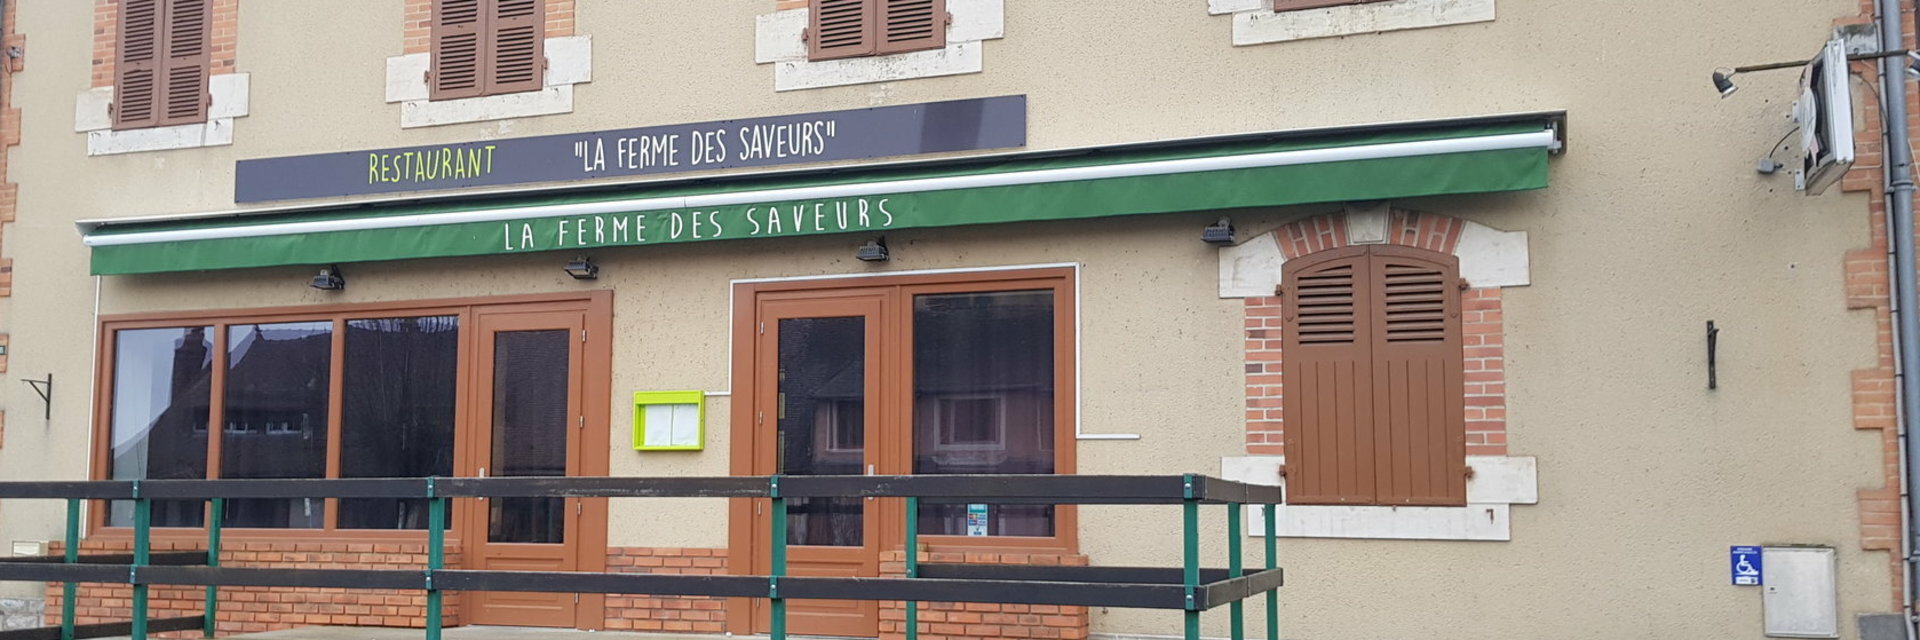 RESTAURANT "LA FERME DES SAVEURS"
LA FERME DES SAVEURS